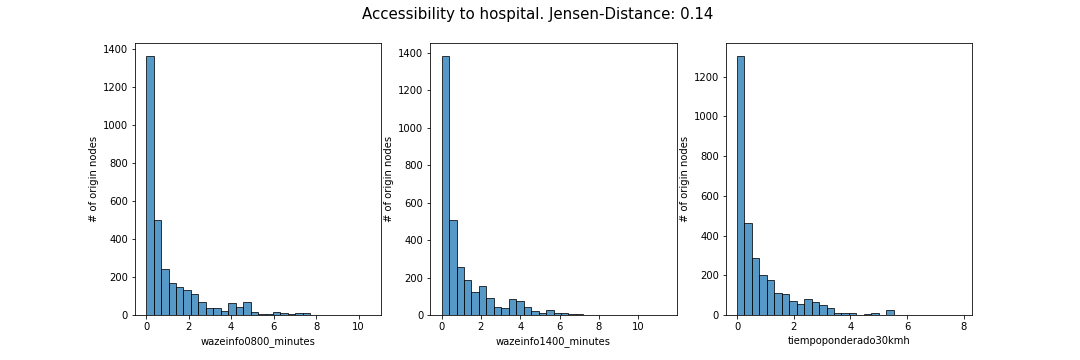 Accessibility to hospital. Jensen-Distance: 0.14
1400
1200
1000
800
600
400
200
0
# of origin nodes
0 2 4 6 8 10
wazeinfo0800_minutes
1400
1200
1000
800
600
400
200
0
# of origin nodes
0 2 4 6 8 10
wazeinfo1400_minutes
1200
1000
800
600
400
200
0
# of origin nodes
0 2 4 6 8
tiempoponderado30kmh